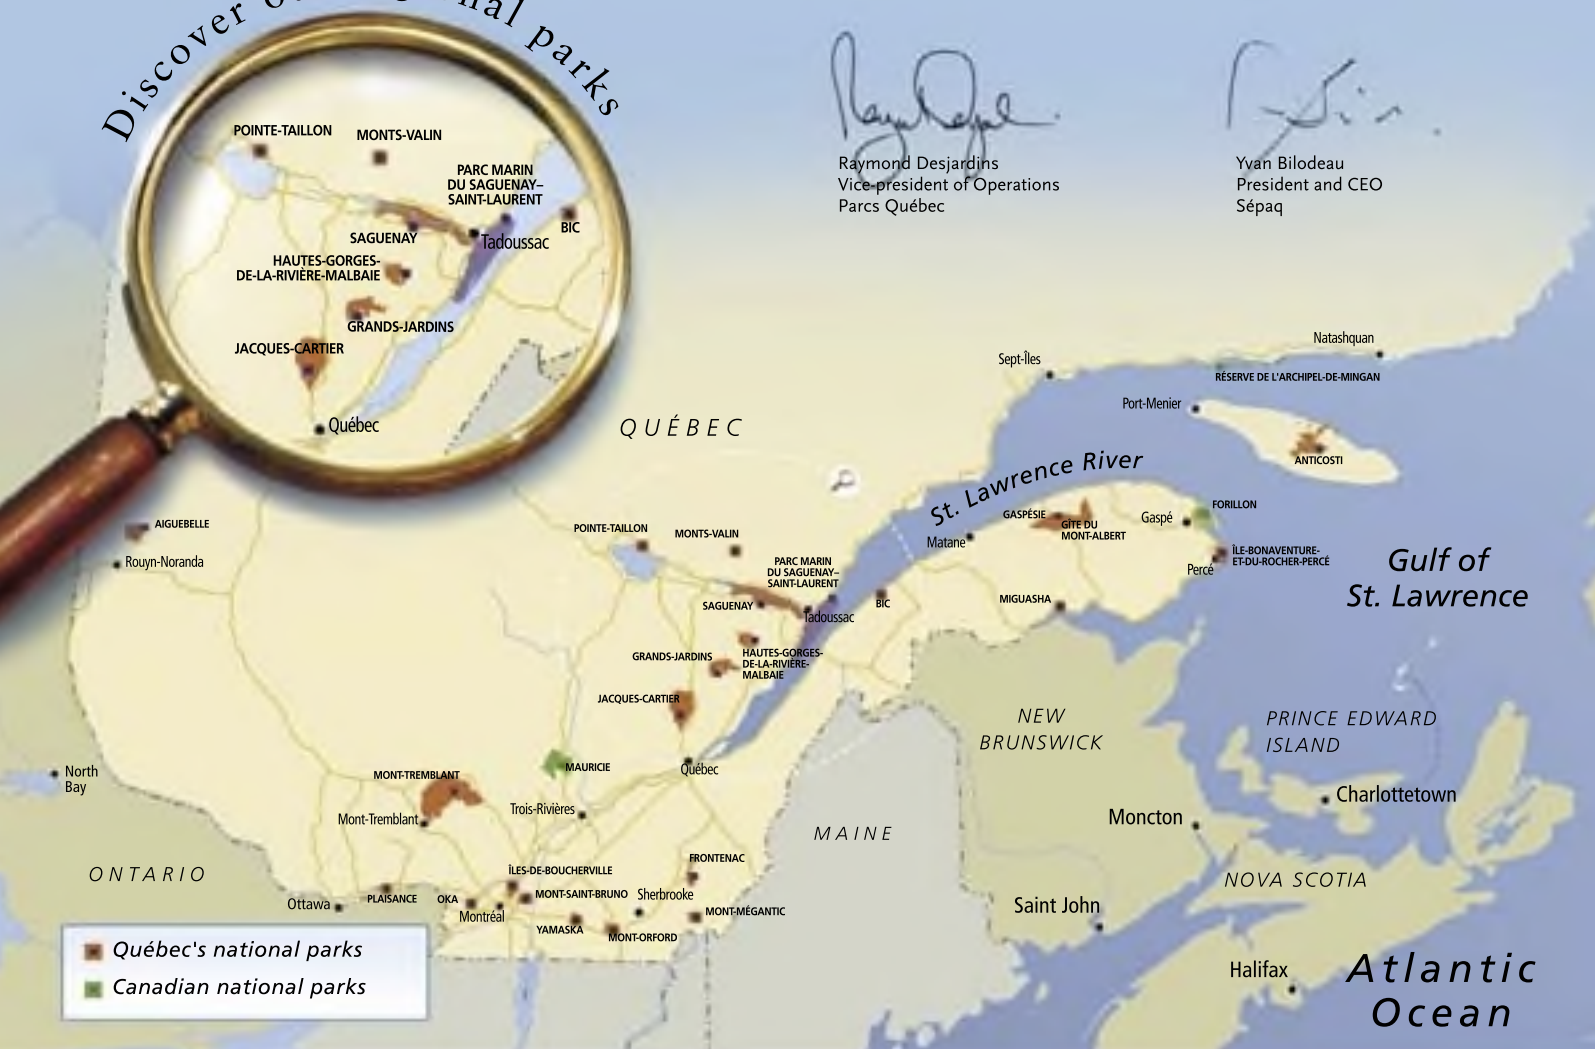 Discover
nal parks
POINTE-TAILLON
MONTS-VALIN
PARC MARIN
DU SAGUENAY–
SAINT-LAURENT
BIC
SAGUENAY
Tadoussac
HAUTES-GORGES-
DE-LA-RIVIÈRE-MALBAIE
GRANDS-JARDINS
JACQUES-CARTIER
Québec
Raymond Desjardins
Vice-president of Operations
Parcs Québec
Yvan Bilodeau
President and CEO
Sépaq
Natashquan
Sept-Îles
RÉSERVE DE L'ARCHIPEL-DE-MINGAN
Port-Menier
QUÉBEC
ANTICOSTI
St. Lawrence River
FORILLON
GASPÉSIE
GÎTE DU
MONT-ALBERT
Gaspé
AIGUEBELLE
Rouyn-Noranda
POINTE-TAILLON
MONTS-VALIN
Matane
ÎLE-BONAVENTURE-
ET-DU-ROCHER-PERCÉ
Percé
Gulf of
St. Lawrence
PARC MARIN
DU SAGUENAY–
SAINT-LAURENT
SAGUENAY
Tadoussac
BIC
MIGUASHA
GRANDS-JARDINS
HAUTES-GORGES-
DE-LA-RIVIÈRE-
MALBAIE
JACQUES-CARTIER
NEW
BRUNSWICK
PRINCE EDWARD
ISLAND
North
Bay
MONT-TREMBLANT
MAURICIE
Québec
Mont-Tremblant
Trois-Rivières
Charlottetown
Moncton
MAINE
ONTARIO
ÎLES-DE-BOUCHERVILLE
FRONTENAC
NOVA SCOTIA
Ottawa
PLAISANCE
OKA
Montréal
MONT-SAINT-BRUNO
Sherbrooke
MONT-MÉGANTIC
YAMASKA
MONT-ORFORD
Saint John
Québec's national parks
Canadian national parks
Halifax
Atlantic
Ocean